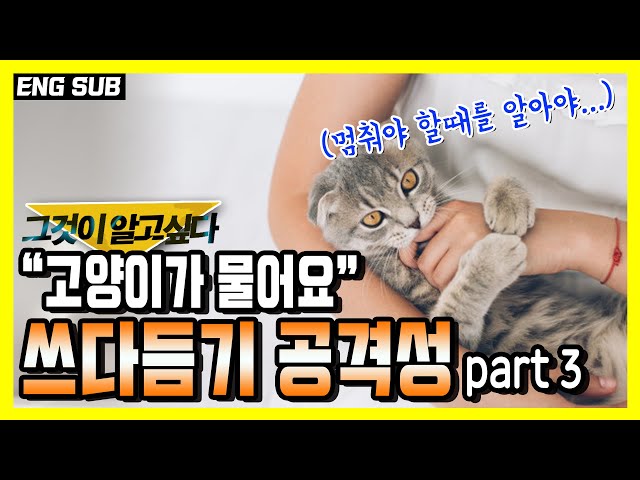 ENG SUB
(멈춰야 할때를 알아야...)
그것이 알고싶다
“고양이가 물어요”
쓰다듬기 공격성 part 3